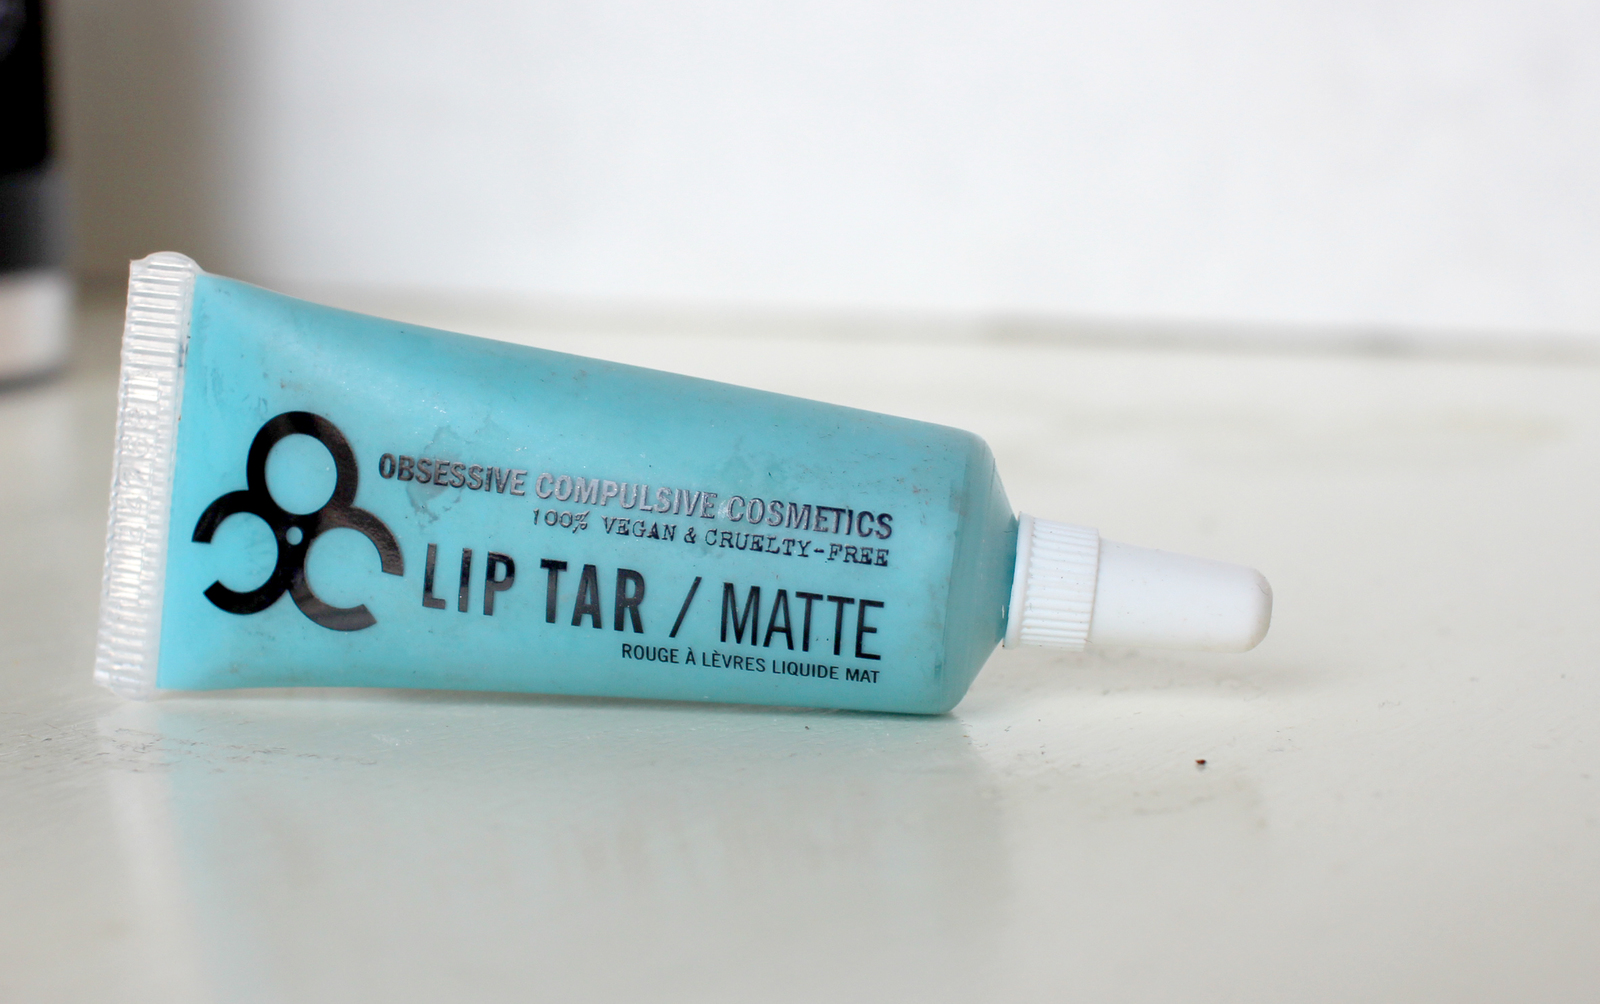 OBSESSIVE COMPULSIVE COSMETICS
100% VEGAN & CRUELTY-FREE
LIP TAR / MATTE
ROUGE À LÈVRES LIQUIDE MAT